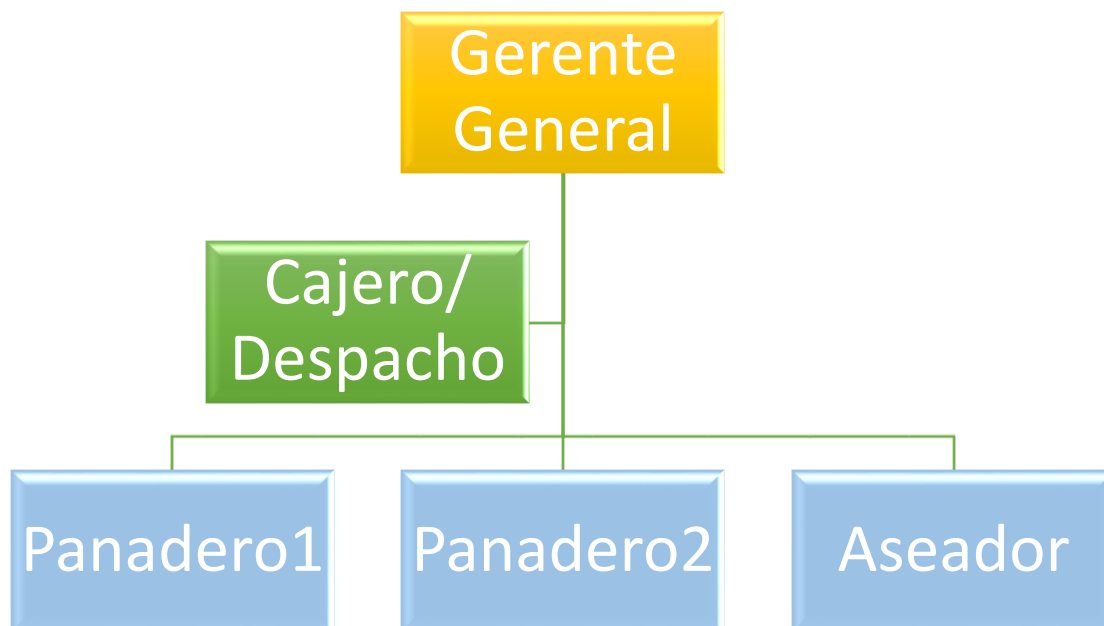 Gerente
General
Cajero/
Despacho
Panadero1
Panadero2
Aseador